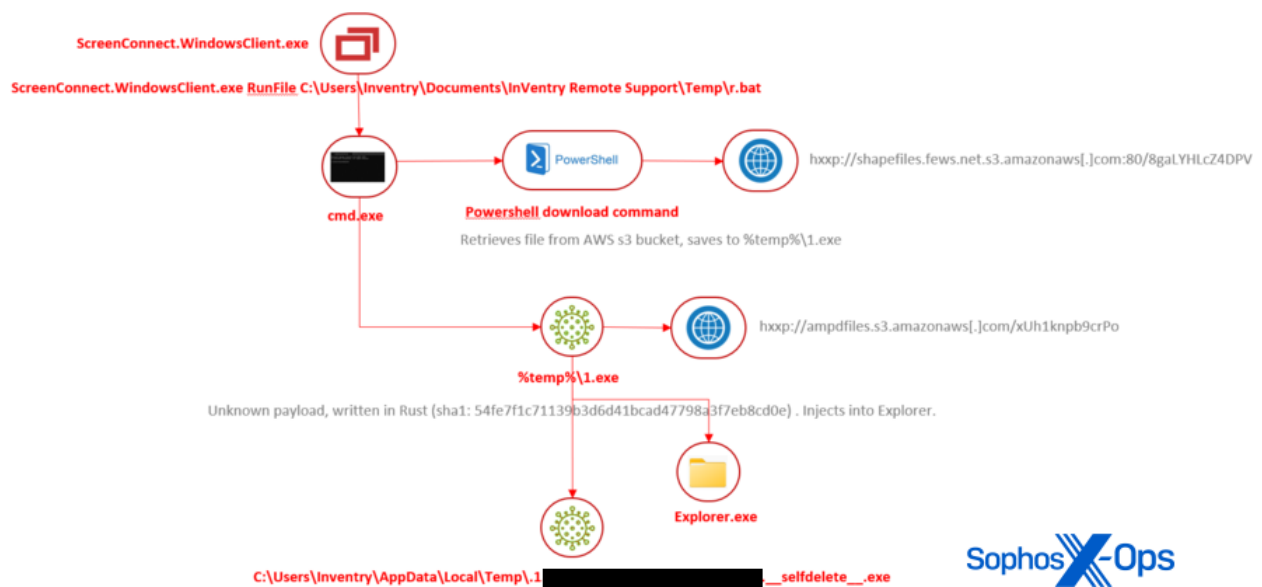 ScreenConnect.WindowsClient.exe
ScreenConnect.WindowsClient.exe RunFile C:\Users\Inventry\Documents\InVentry Remote Support\Temp\r.bat
PowerShell
hxxp://shapefiles.fews.net.s3.amazonaws[.]com:80/8gaLYHLcZ4DPV
cmd.exe
Powershell download command
Retrieves file from AWS s3 bucket, saves to %temp%\1.exe
hxxp://ampdfiles.s3.amazonaws[.]com/xUh1knpb9crPo
%temp%\1.exe
Unknown payload, written in Rust (sha1: 54fe7f1c71139b3d6d41bcad47798a3f7eb8cd0e) . Injects into Explorer.
Explorer.exe
Sophos X-Ops
C:\Users\Inventry\AppData\Local\Temp\.1 .__selfdelete__.exe